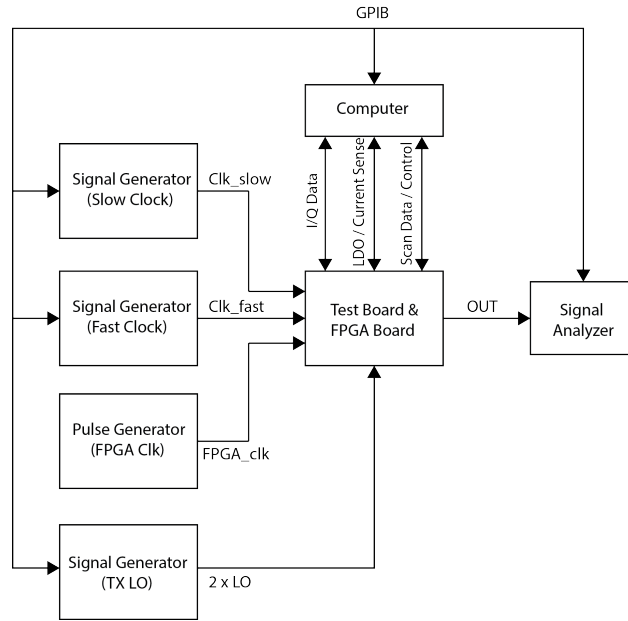 GPIB
Computer
I/Q Data
LDO / Current Sense
Scan Data / Control
Signal Generator
(Slow Clock)
Clk_slow
Signal Generator
(Fast Clock)
Clk_fast
Test Board &
FPGA Board
OUT
Signal
Analyzer
Pulse Generator
(FPGA Clk)
FPGA_clk
Signal Generator
(TX LO)
2 x LO